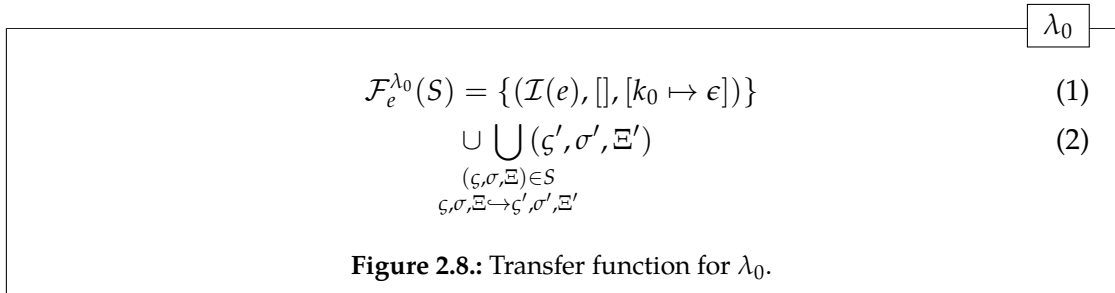 λ₀
ℱₑ^λ₀(S) = {(ℐ(e), [], [k₀ ↦ ϵ])} (1)
∪ ⋃ (ς′, σ′, Ξ′) (2)
(ς,σ,Ξ)∈S
ς,σ,Ξ↪ς′,σ′,Ξ′
Figure 2.8.: Transfer function for λ₀.